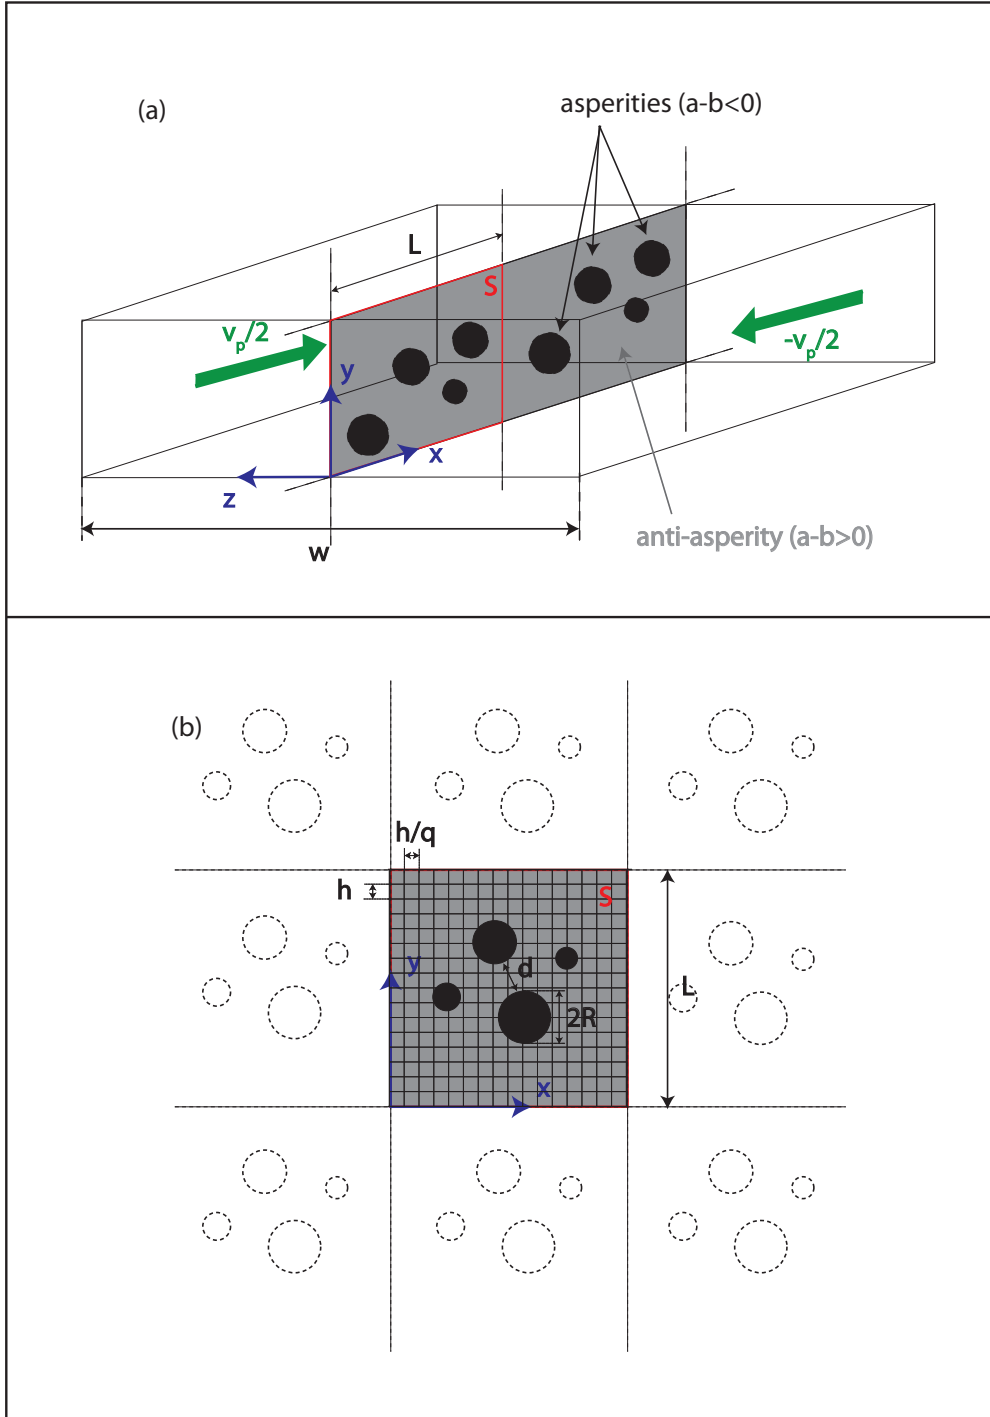 (a)
asperities (a-b<0)
L
S
v_p/2
-v_p/2
y
x
z
anti-asperity (a-b>0)
w
(b)
h/q
h
S
y
d
L
2R
x